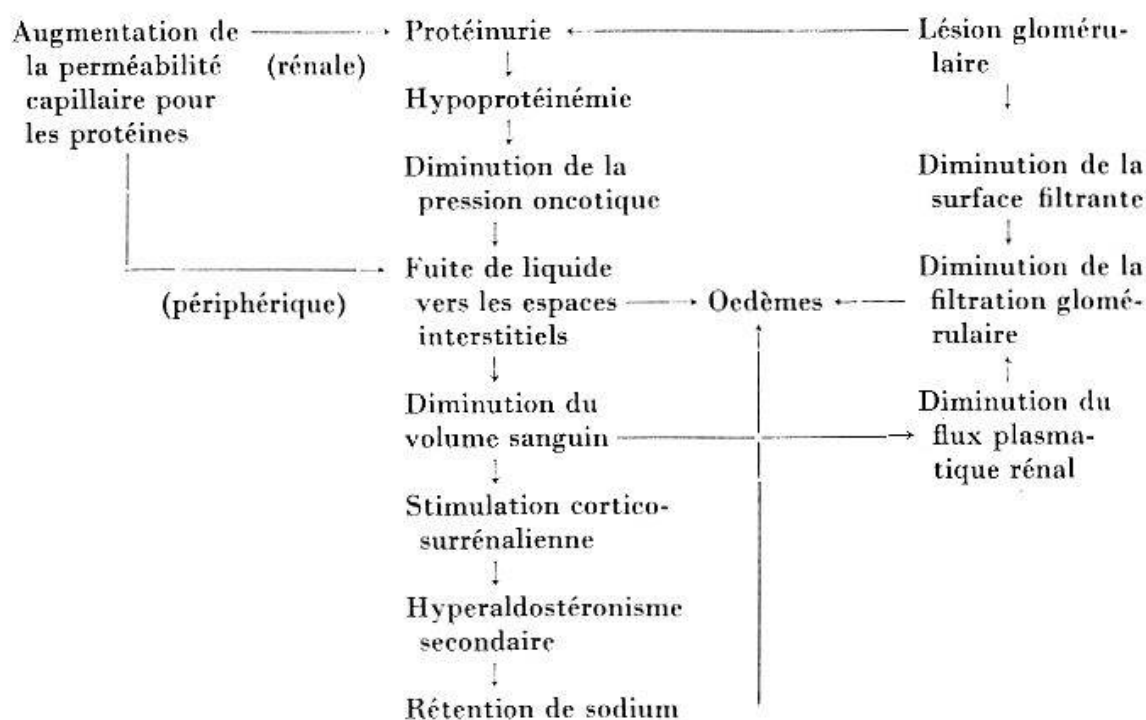 Augmentation de
la perméabilité
capillaire pour
les protéines
(rénale)
(périphérique)
Protéinurie
Hypoprotéinémie
Diminution de la
pression oncotique
Fuite de liquide
vers les espaces
interstitiels
Diminution du
volume sanguin
Stimulation cortico-
surrénalienne
Hyperaldostéronisme
secondaire
Rétention de sodium
Oedèmes
Lésion gloméru-
laire
Diminution de la
surface filtrante
Diminution de la
filtration glomé-
rulaire
Diminution du
flux plasma-
tique rénal